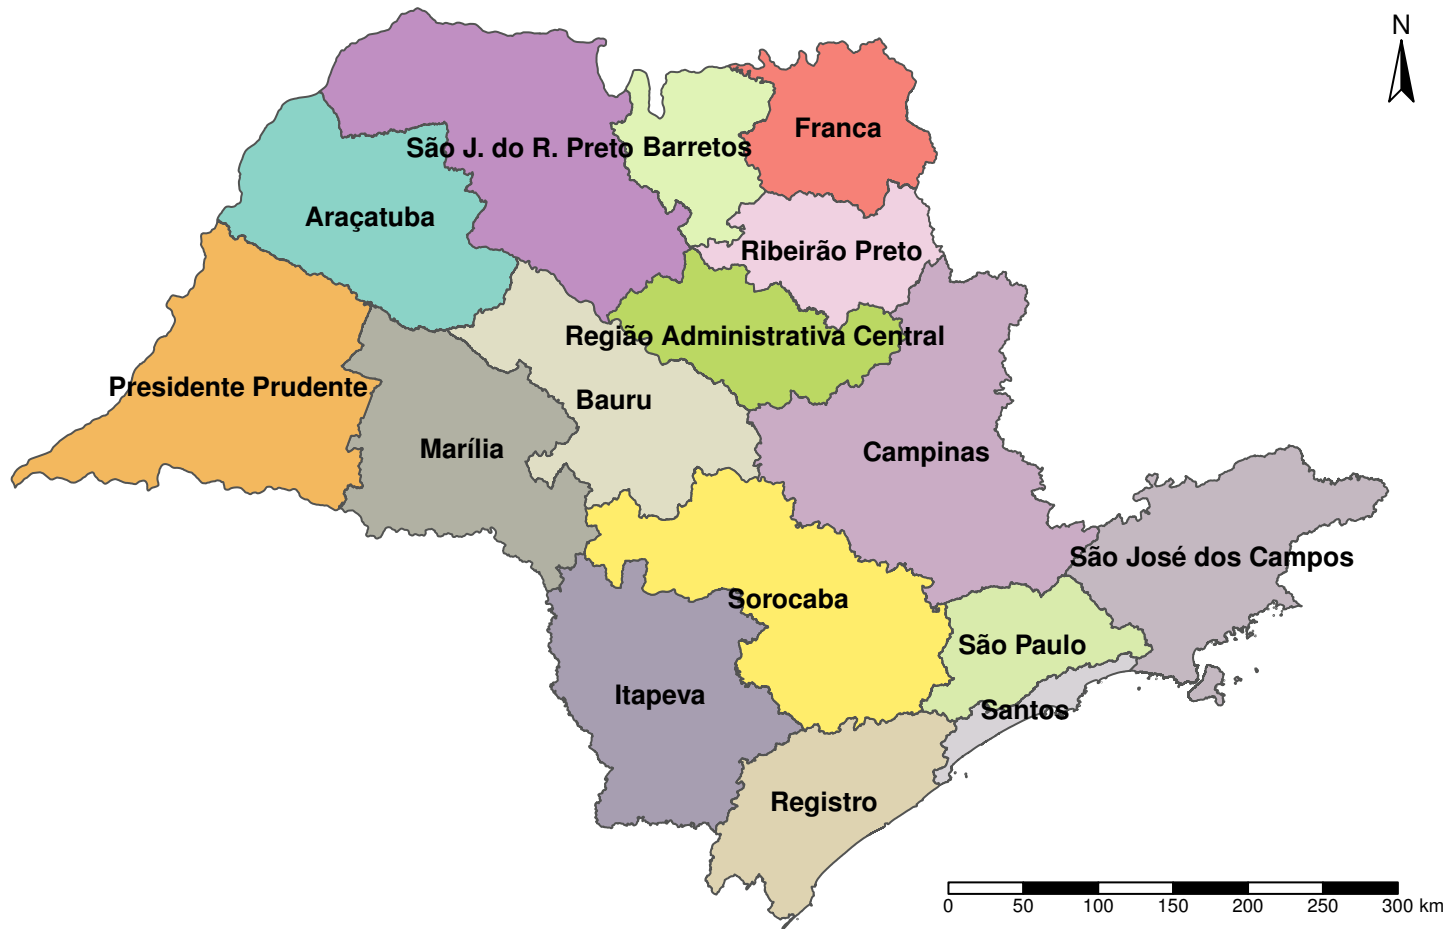 N
Franca
São J. do R. Preto
Barretos
Araçatuba
Ribeirão Preto
Região Administrativa Central
Presidente Prudente
Bauru
Marília
Campinas
São José dos Campos
Sorocaba
São Paulo
Itapeva
Santos
Registro
0 50 100 150 200 250 300 km